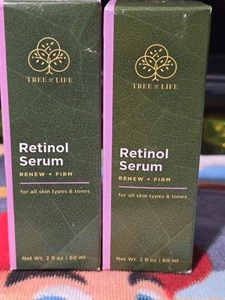 TREE of LIFE
Retinol
Serum
RENEW + FIRM
for all skin types & tones
Net Wt. 2 fl oz | 60 ml
TREE of LIFE
Retinol
Serum
RENEW + FIRM
for all skin types & tones
Net Wt. 2 fl oz | 60 ml